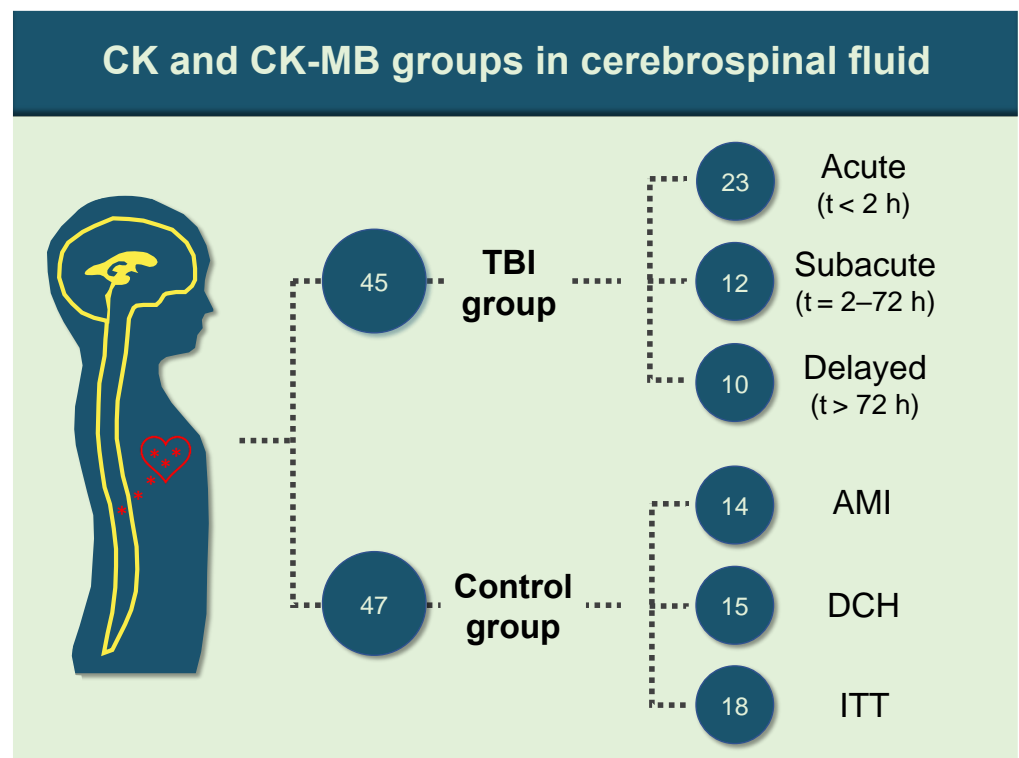 CK and CK-MB groups in cerebrospinal fluid
45
TBI
group
23
Acute
(t < 2 h)
12
Subacute
(t = 2–72 h)
10
Delayed
(t > 72 h)
47
Control
group
14
AMI
15
DCH
18
ITT